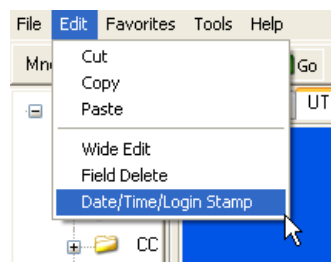 File Edit Favorites Tools Help
Mn
Go
Cut
Copy
Paste
UT
Wide Edit
Field Delete
Date/Time/Login Stamp
CC